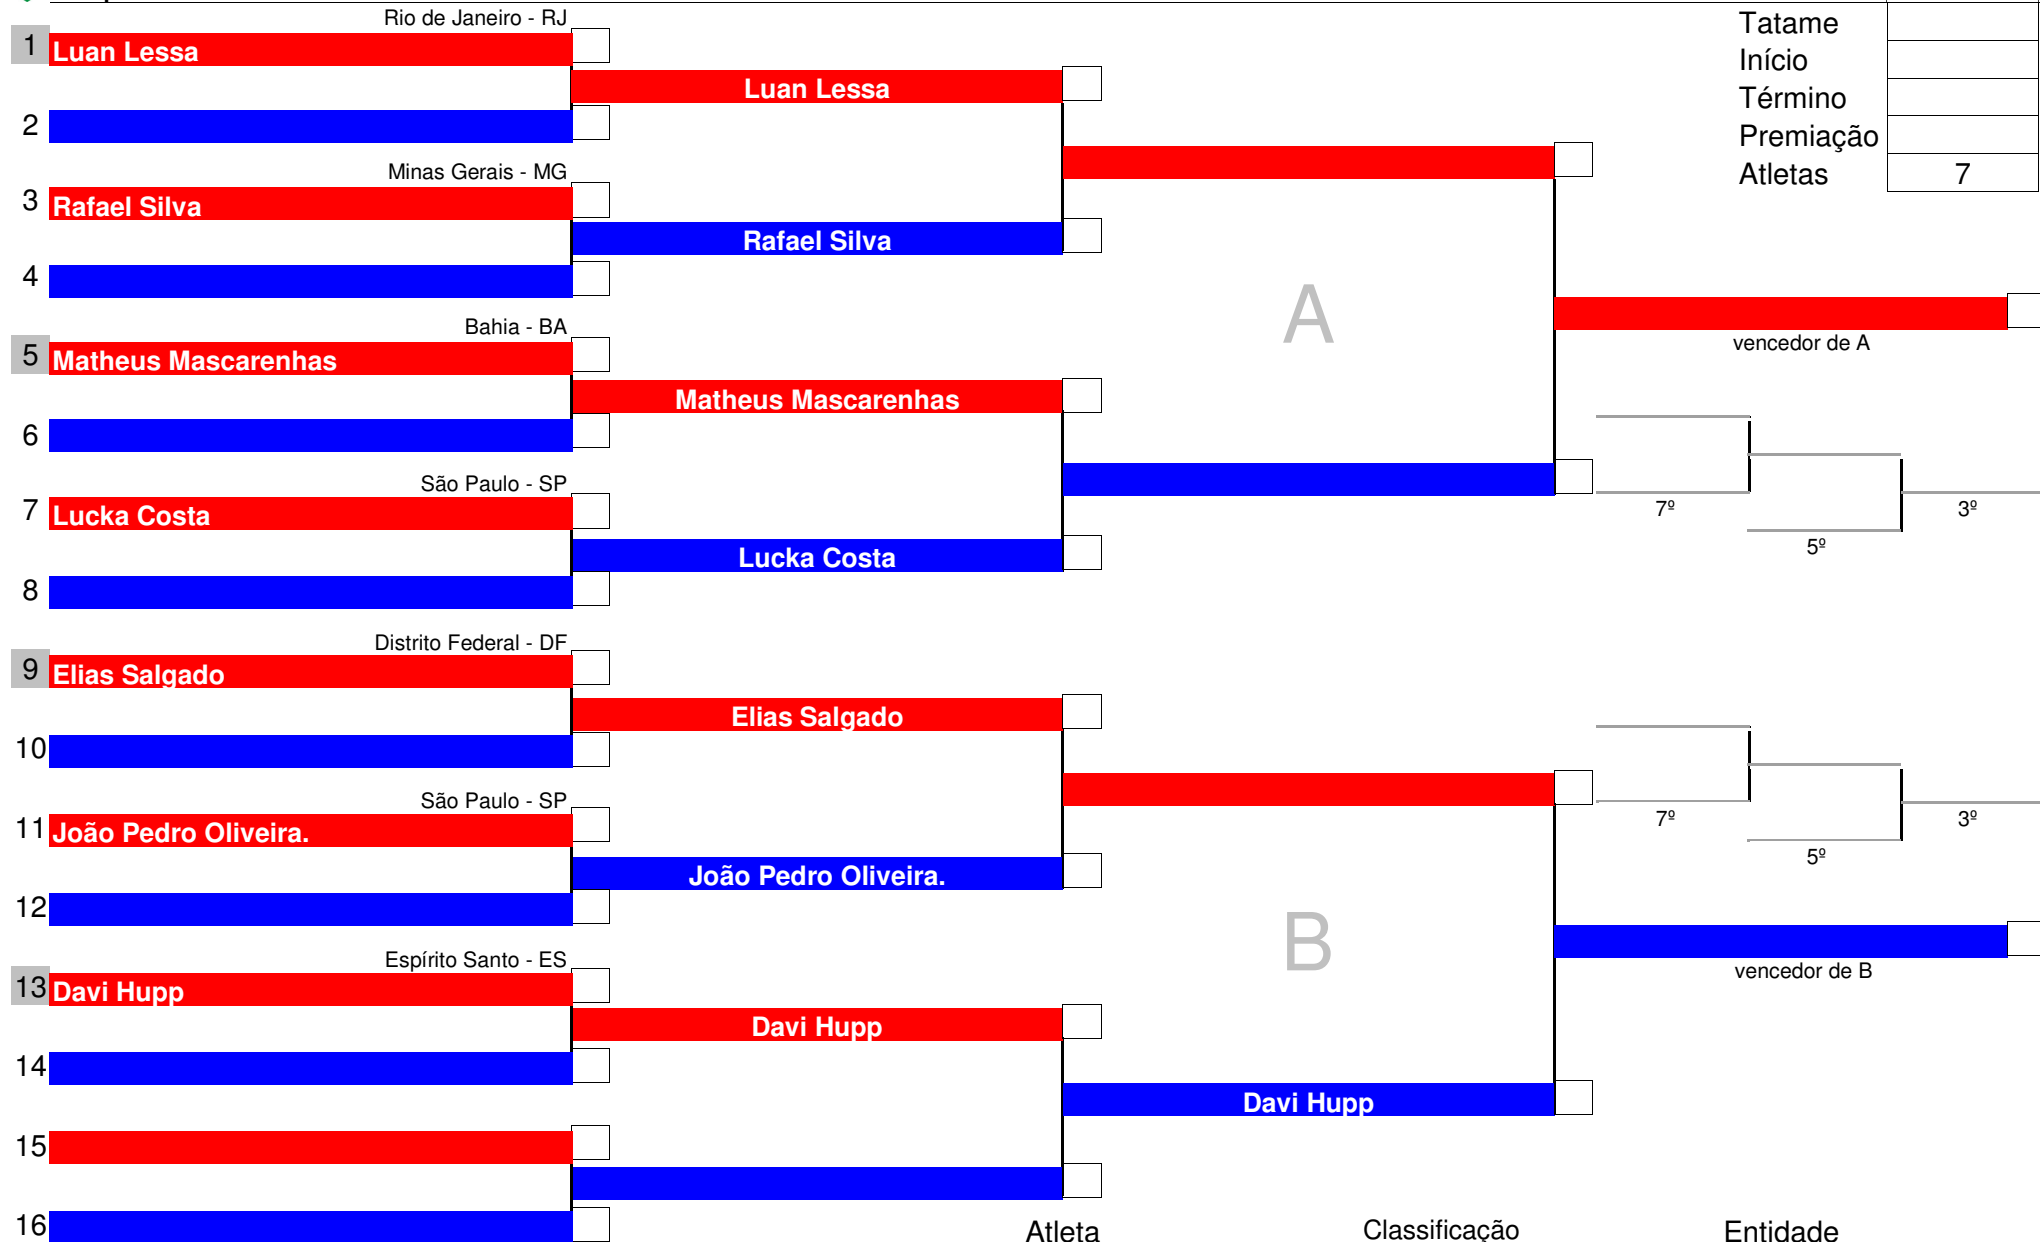 Rio de Janeiro - RJ
Tatame
1 Luan Lessa
Início
Luan Lessa
Término
2
Premiação
Minas Gerais - MG
Atletas 7
3 Rafael Silva
Rafael Silva
4
A
Bahia - BA
vencedor de A
5 Matheus Mascarenhas
Matheus Mascarenhas
6
São Paulo - SP
7 Lucka Costa
7º 3º
5º
Lucka Costa
8
Distrito Federal - DF
9 Elias Salgado
Elias Salgado
10
São Paulo - SP
7º 3º
11 João Pedro Oliveira.
5º
João Pedro Oliveira.
12
B
Espírito Santo - ES
vencedor de B
13 Davi Hupp
Davi Hupp
14
Davi Hupp
15
16
Atleta Classificação Entidade